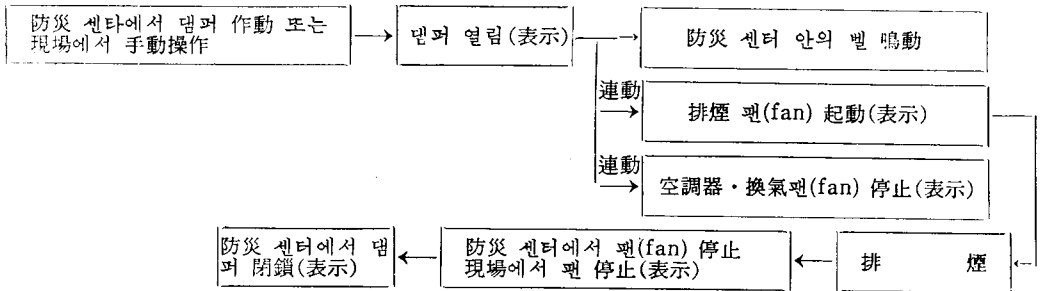 防災 센타에서 댐퍼 作動 또는
現場에서 手動操作
댐퍼 열림(表示)
防災 센터 안의 벨 鳴動
連動
排煙 팬(fan) 起動(表示)
連動
空調器・換氣팬(fan) 停止(表示)
防災 센터에서 댐
퍼 閉鎖(表示)
防災 센터에서 팬(fan) 停止
現場에서 팬 停止(表示)
排 煙